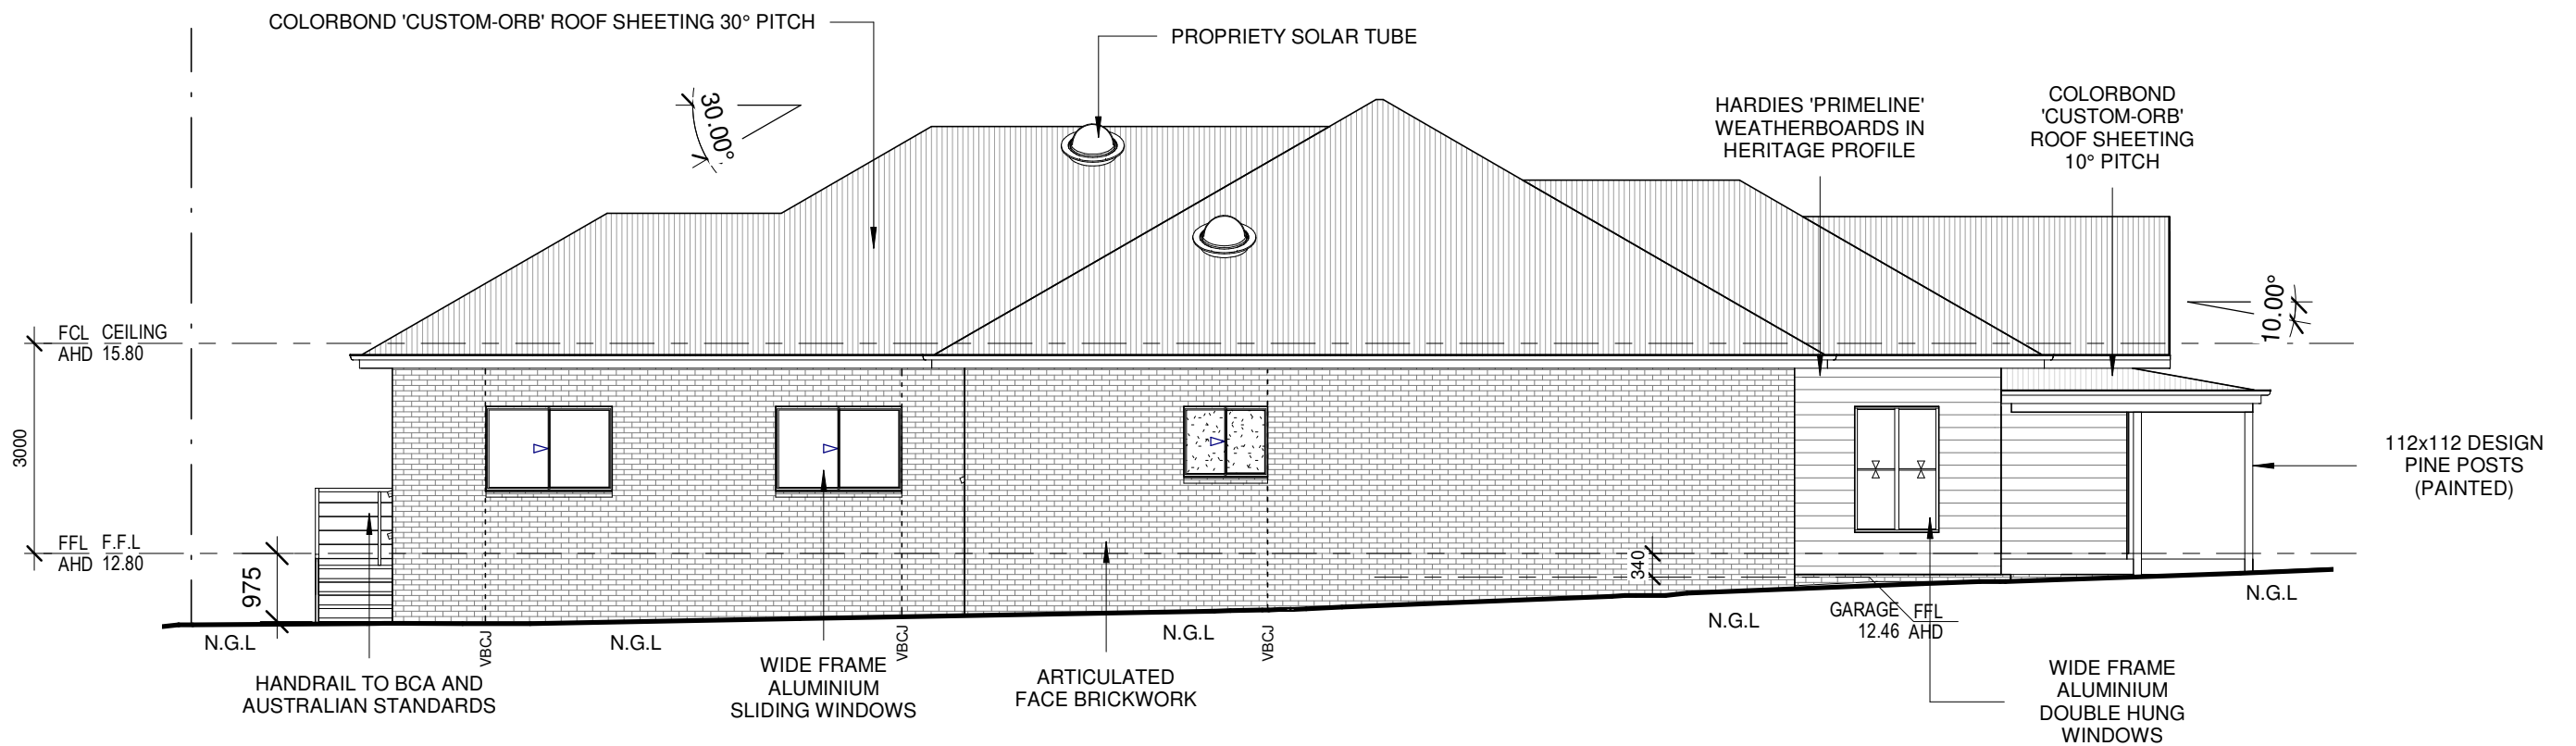 COLORBOND 'CUSTOM-ORB' ROOF SHEETING 30° PITCH
PROPRIETY SOLAR TUBE
30.00°
HARDIES 'PRIMELINE'
WEATHERBOARDS IN
HERITAGE PROFILE
COLORBOND
'CUSTOM-ORB'
ROOF SHEETING
10° PITCH
10.00°
FCL CEILING
AHD 15.80
3000
FFL F.F.L
AHD 12.80
975
340
112x112 DESIGN
PINE POSTS
(PAINTED)
N.G.L
N.G.L
N.G.L
N.G.L
N.G.L
VBCJ
VBCJ
VBCJ
GARAGE FFL
12.46 AHD
HANDRAIL TO BCA AND
AUSTRALIAN STANDARDS
WIDE FRAME
ALUMINIUM
SLIDING WINDOWS
ARTICULATED
FACE BRICKWORK
WIDE FRAME
ALUMINIUM
DOUBLE HUNG
WINDOWS